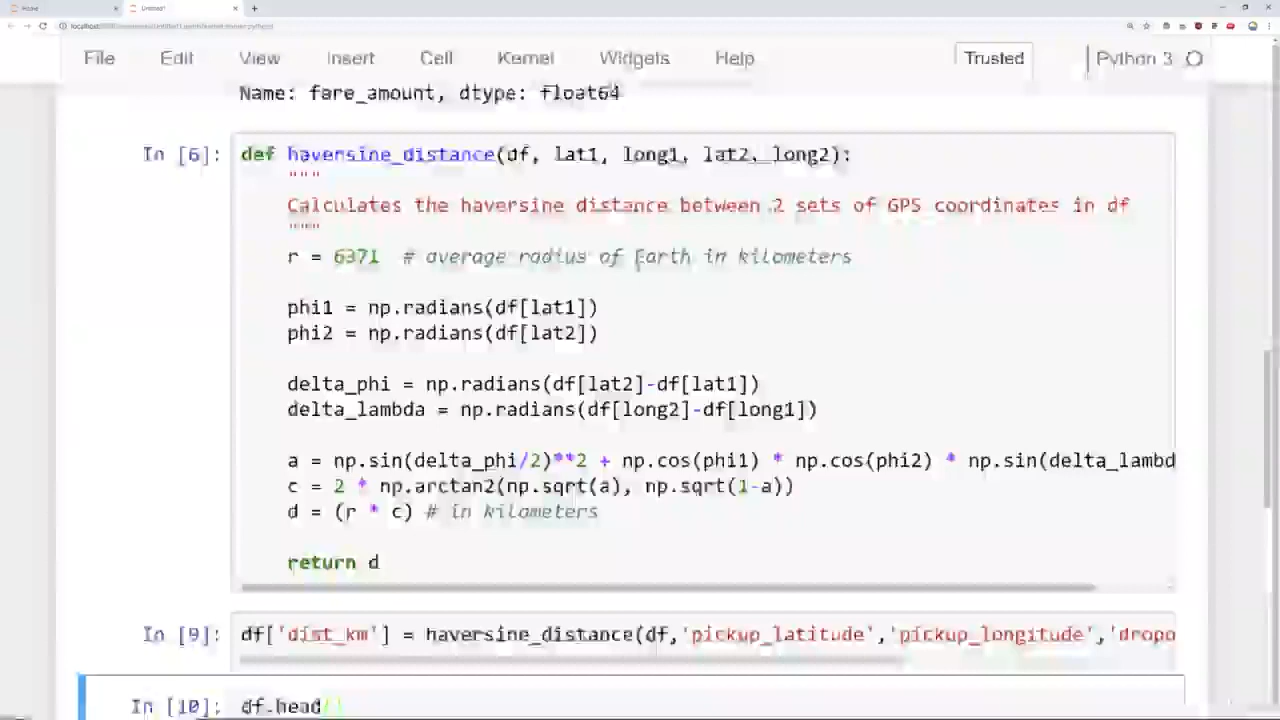 Home
Untitled1
File Edit View Insert Cell Kernel Widgets Help Trusted Python 3
Name: fare_amount, dtype: float64
In [6]: def haversine_distance(df, lat1, long1, lat2, long2):
"""
Calculates the haversine distance between 2 sets of GPS coordinates in df
"""
r = 6371 # average radius of Earth in kilometers
phi1 = np.radians(df[lat1])
phi2 = np.radians(df[lat2])
delta_phi = np.radians(df[lat2]-df[lat1])
delta_lambda = np.radians(df[long2]-df[long1])
a = np.sin(delta_phi/2)**2 + np.cos(phi1) * np.cos(phi2) * np.sin(delta_lambd
c = 2 * np.arctan2(np.sqrt(a), np.sqrt(1-a))
d = (r * c) # in kilometers
return d
In [9]: df['dist_km'] = haversine_distance(df,'pickup_latitude','pickup_longitude','dropo
In [10]: df.head()